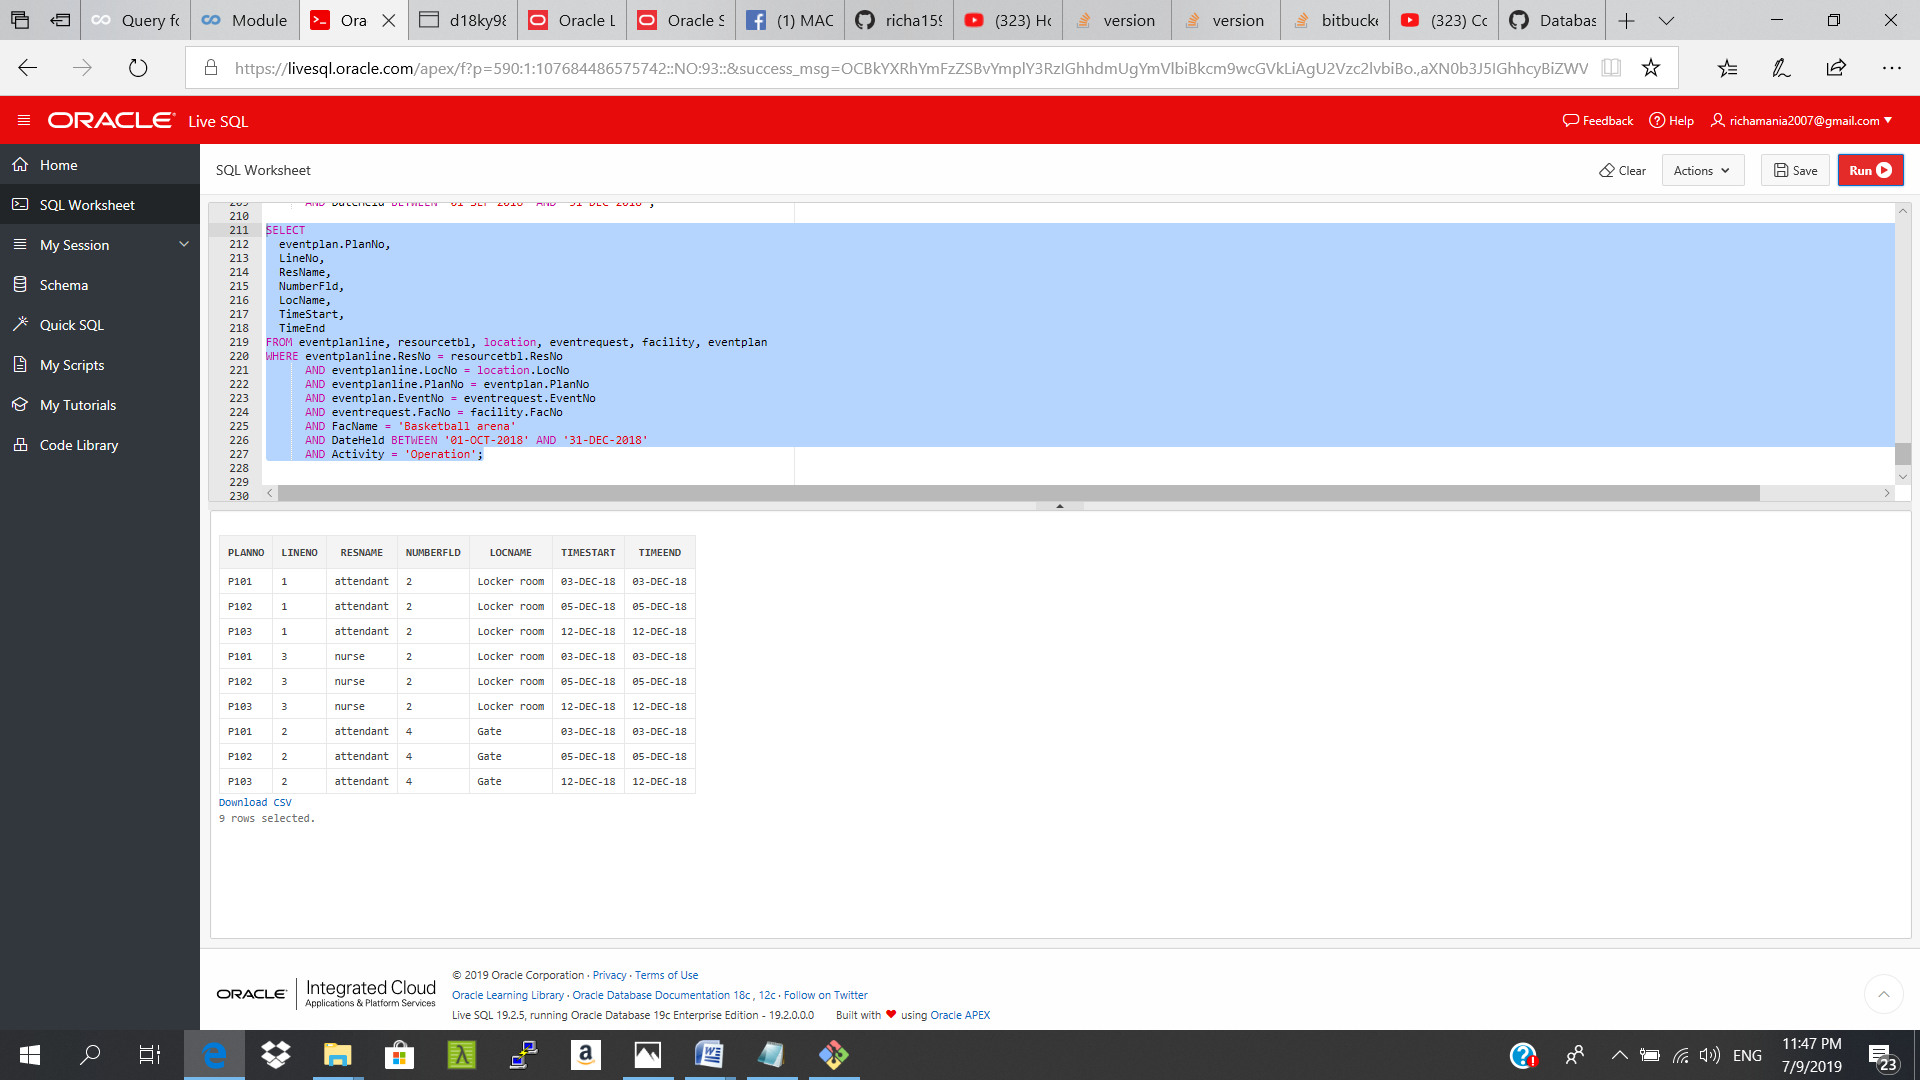 Query fo
Module
Ora
d18ky98
Oracle L
Oracle S
(1) MAC
richa159
(323) Ho
version
version
bitbucke
(323) Cc
Databas
livesql.oracle.com
ORACLE Live SQL
Feedback
Help
richamania2007@gmail.com
Home
SQL Worksheet
My Session
Schema
Quick SQL
My Scripts
My Tutorials
Code Library
SQL Worksheet
Clear
Actions
Save
Run
209 AND DateHeld BETWEEN '01-SEP-2018' AND '31-DEC-2018';
210
211 SELECT
212 eventplan.PlanNo,
213 LineNo,
214 ResName,
215 NumberFld,
216 LocName,
217 TimeStart,
218 TimeEnd
219 FROM eventplanline, resourcetbl, location, eventrequest, facility, eventplan
220 WHERE eventplanline.ResNo = resourcetbl.ResNo
221 AND eventplanline.LocNo = location.LocNo
222 AND eventplanline.PlanNo = eventplan.PlanNo
223 AND eventplan.EventNo = eventrequest.EventNo
224 AND eventrequest.FacNo = facility.FacNo
225 AND FacName = 'Basketball arena'
226 AND DateHeld BETWEEN '01-OCT-2018' AND '31-DEC-2018'
227 AND Activity = 'Operation';
228
229
230
PLANNO LINENO RESNAME NUMBERFLD LOCNAME TIMESTART TIMEEND
P101 1 attendant 2 Locker room 03-DEC-18 03-DEC-18
P102 1 attendant 2 Locker room 05-DEC-18 05-DEC-18
P103 1 attendant 2 Locker room 12-DEC-18 12-DEC-18
P101 3 nurse 2 Locker room 03-DEC-18 03-DEC-18
P102 3 nurse 2 Locker room 05-DEC-18 05-DEC-18
P103 3 nurse 2 Locker room 12-DEC-18 12-DEC-18
P101 2 attendant 4 Gate 03-DEC-18 03-DEC-18
P102 2 attendant 4 Gate 05-DEC-18 05-DEC-18
P103 2 attendant 4 Gate 12-DEC-18 12-DEC-18
Download CSV
9 rows selected.
ORACLE
Integrated Cloud
Applications & Platform Services
© 2019 Oracle Corporation · Privacy · Terms of Use
Oracle Learning Library · Oracle Database Documentation 18c, 12c · Follow on Twitter
Live SQL 19.2.5, running Oracle Database 19c Enterprise Edition - 19.2.0.0.0 Built with ❤ using Oracle APEX
ENG
11:47 PM
7/9/2019
23